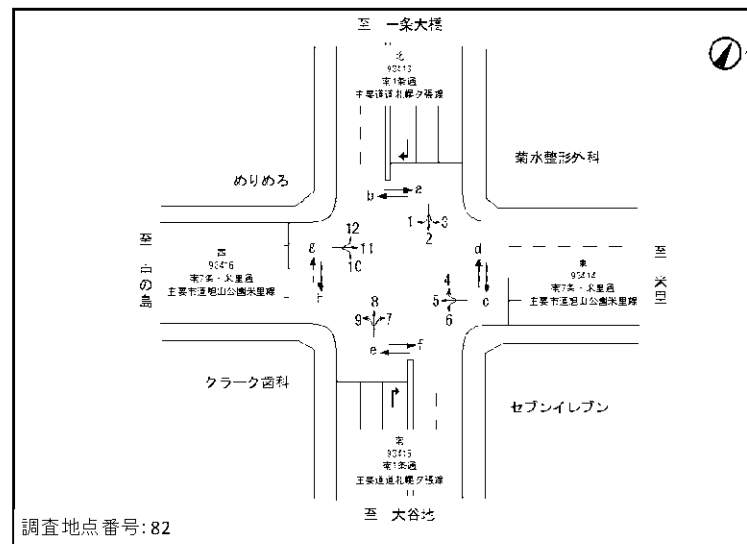 至 一条大橋
北
93413
南1条通
主要道道札幌夕張線
菊水整形外科
めりめろ
b a
1 3
2
12
g 11
10
d
4
5 c
6
8
9 7
e f
h
至 中の島
西
93416
南7条・米里通
主要市道旭山公園米里線
東
93414
南7条・米里通
主要市道旭山公園米里線
至 米里
クラーク歯科
セブンイレブン
南
93415
南1条通
主要道道札幌夕張線
至 大谷地
調査地点番号: 82